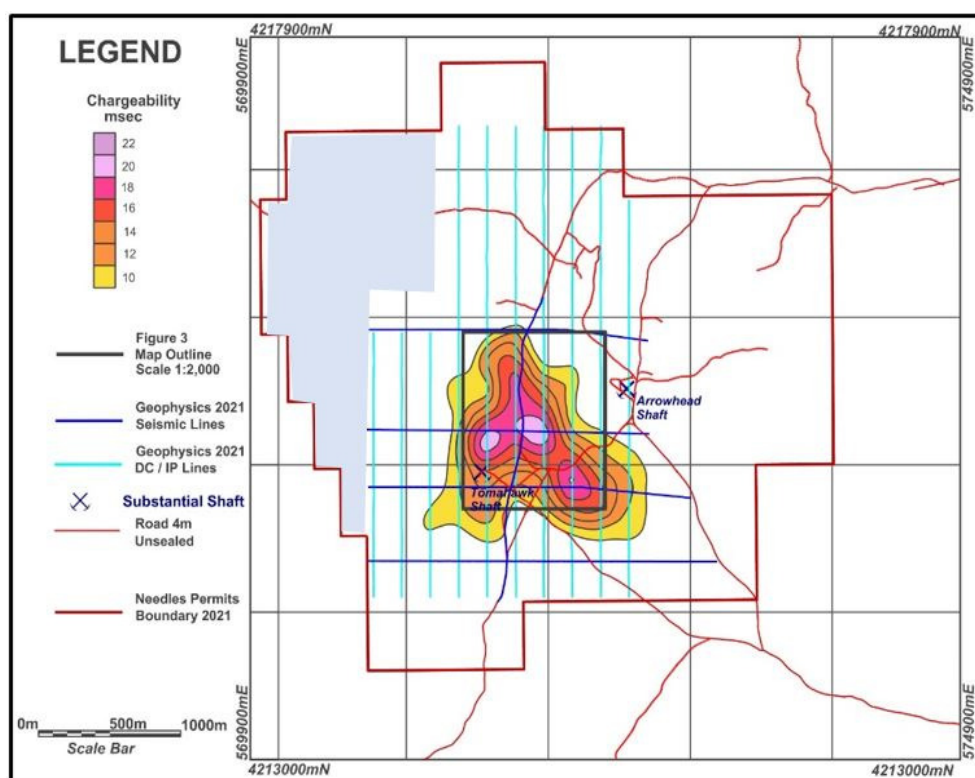 LEGEND
Chargeability
msec
22
20
18
16
14
12
10
Figure 3
Map Outline
Scale 1:2,000
Geophysics 2021
Seismic Lines
Geophysics 2021
DC / IP Lines
Substantial Shaft
Road 4m
Unsealed
Needles Permits
Boundary 2021
0m 500m 1000m
Scale Bar
4217900mN
4217900mN
569900mE
574900mE
Arrowhead
Shaft
Tomahawk
Shaft
569900mE
574900mE
4213000mN
4213000mN